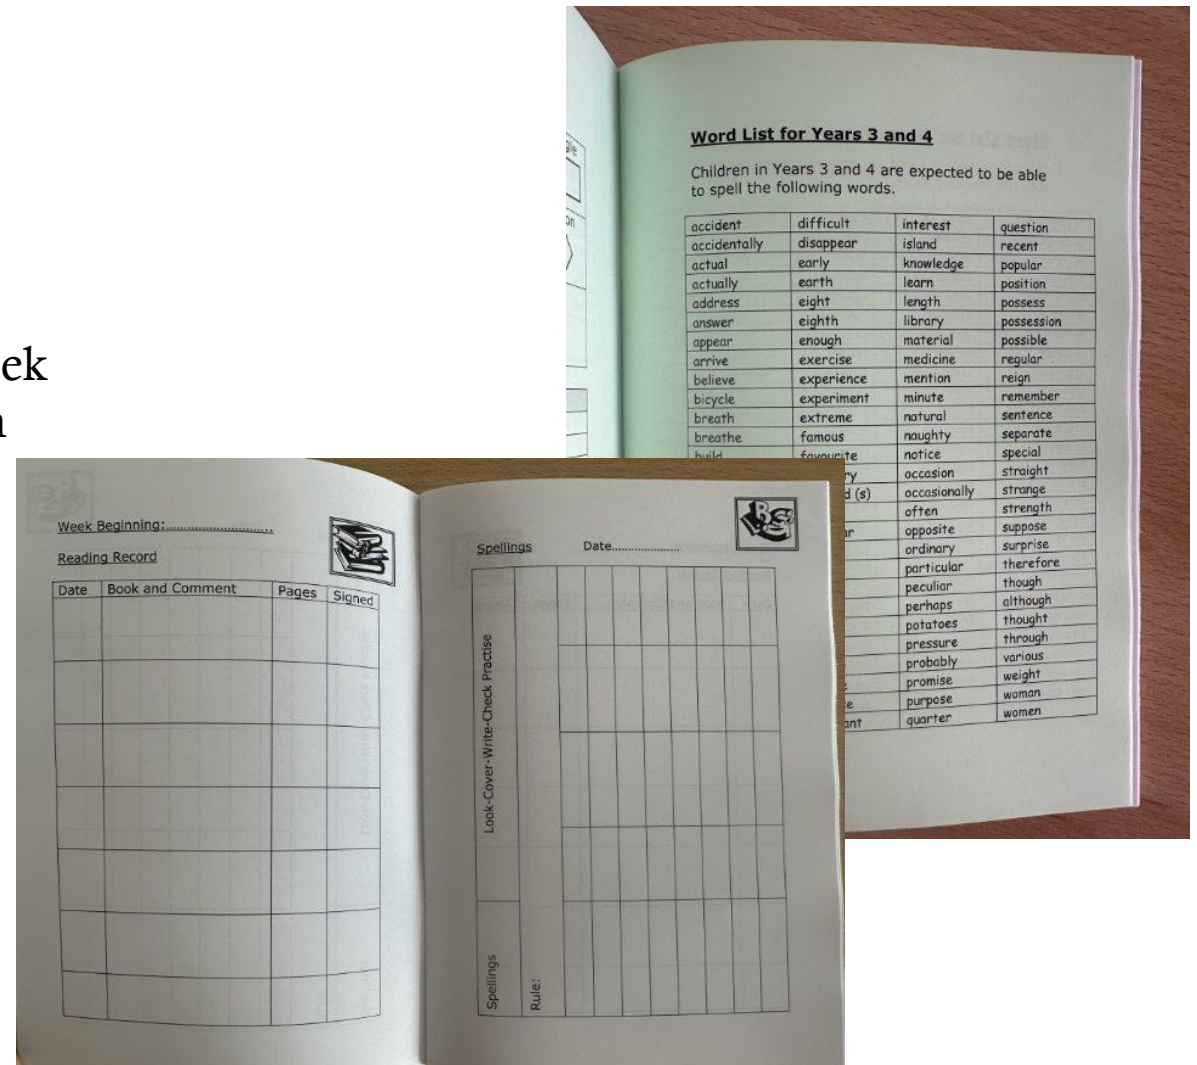 ek
Word List for Years 3 and 4
Children in Years 3 and 4 are expected to be able
to spell the following words.
accident difficult interest question
accidentally disappear island recent
actual early knowledge popular
actually earth learn position
address eight length possess
answer eighth library possession
appear enough material possible
arrive exercise medicine regular
believe experience mention reign
bicycle experiment minute remember
breath extreme natural sentence
breathe famous naughty separate
build favourite notice special
ry occasion straight
d (s) occasionally strange
often strength
ar opposite suppose
ordinary surprise
particular therefore
peculiar though
perhaps although
potatoes thought
pressure through
probably various
promise weight
purpose woman
ant quarter women
Week Beginning:............................
Reading Record
Date Book and Comment Pages Signed
Spellings Date...................
Look-Cover-Write-Check Practise
Spellings
Rule: